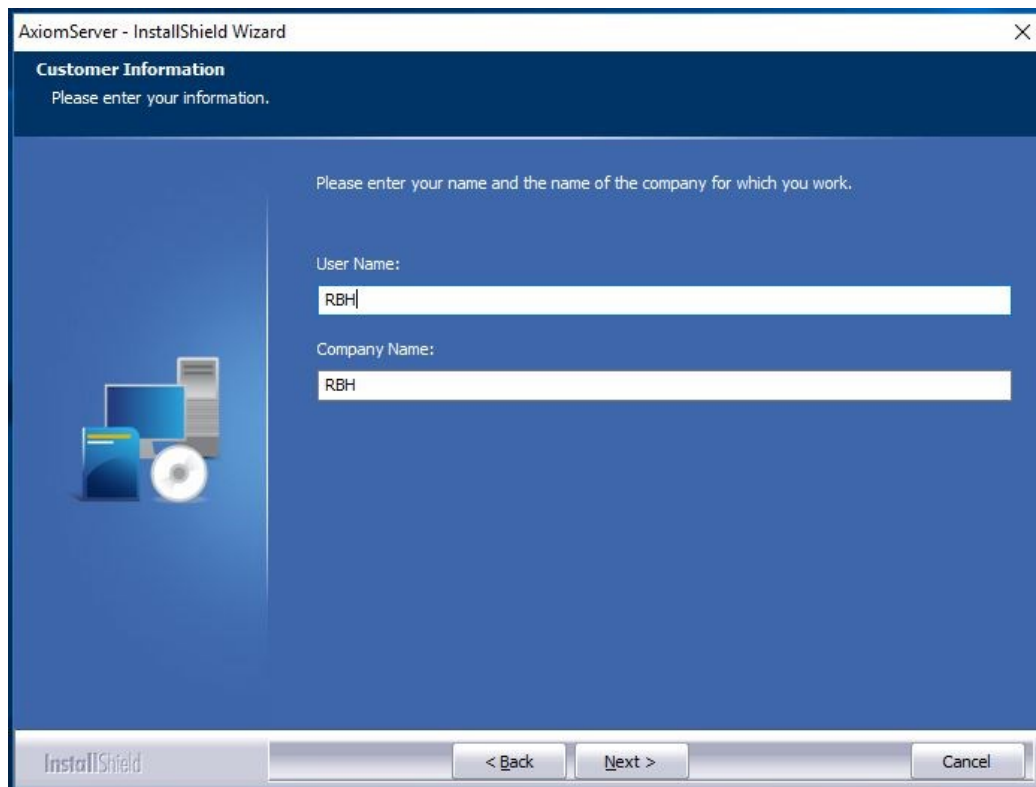 AxiomServer - InstallShield Wizard
Customer Information
Please enter your information.
Please enter your name and the name of the company for which you work.
User Name:
RBH
Company Name:
RBH
InstallShield
< Back
Next >
Cancel